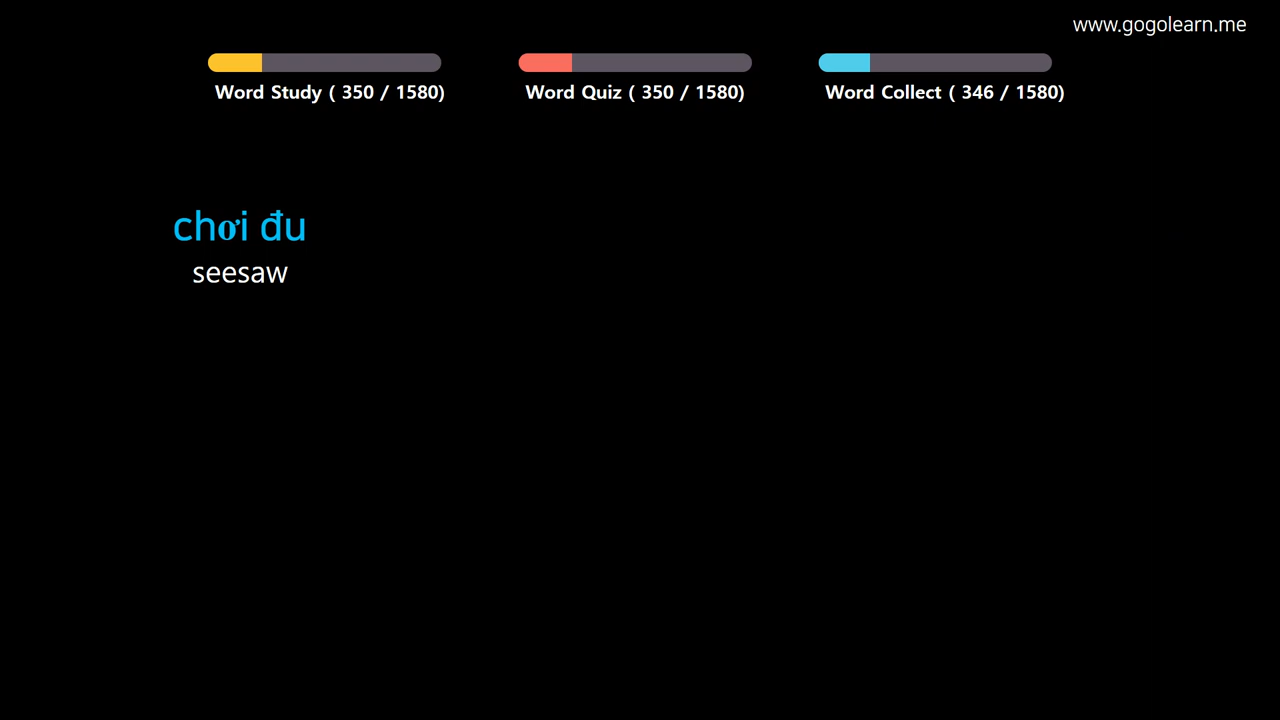 www.gogolearn.me
Word Study ( 350 / 1580)
Word Quiz ( 350 / 1580)
Word Collect ( 346 / 1580)
chơi đu
seesaw